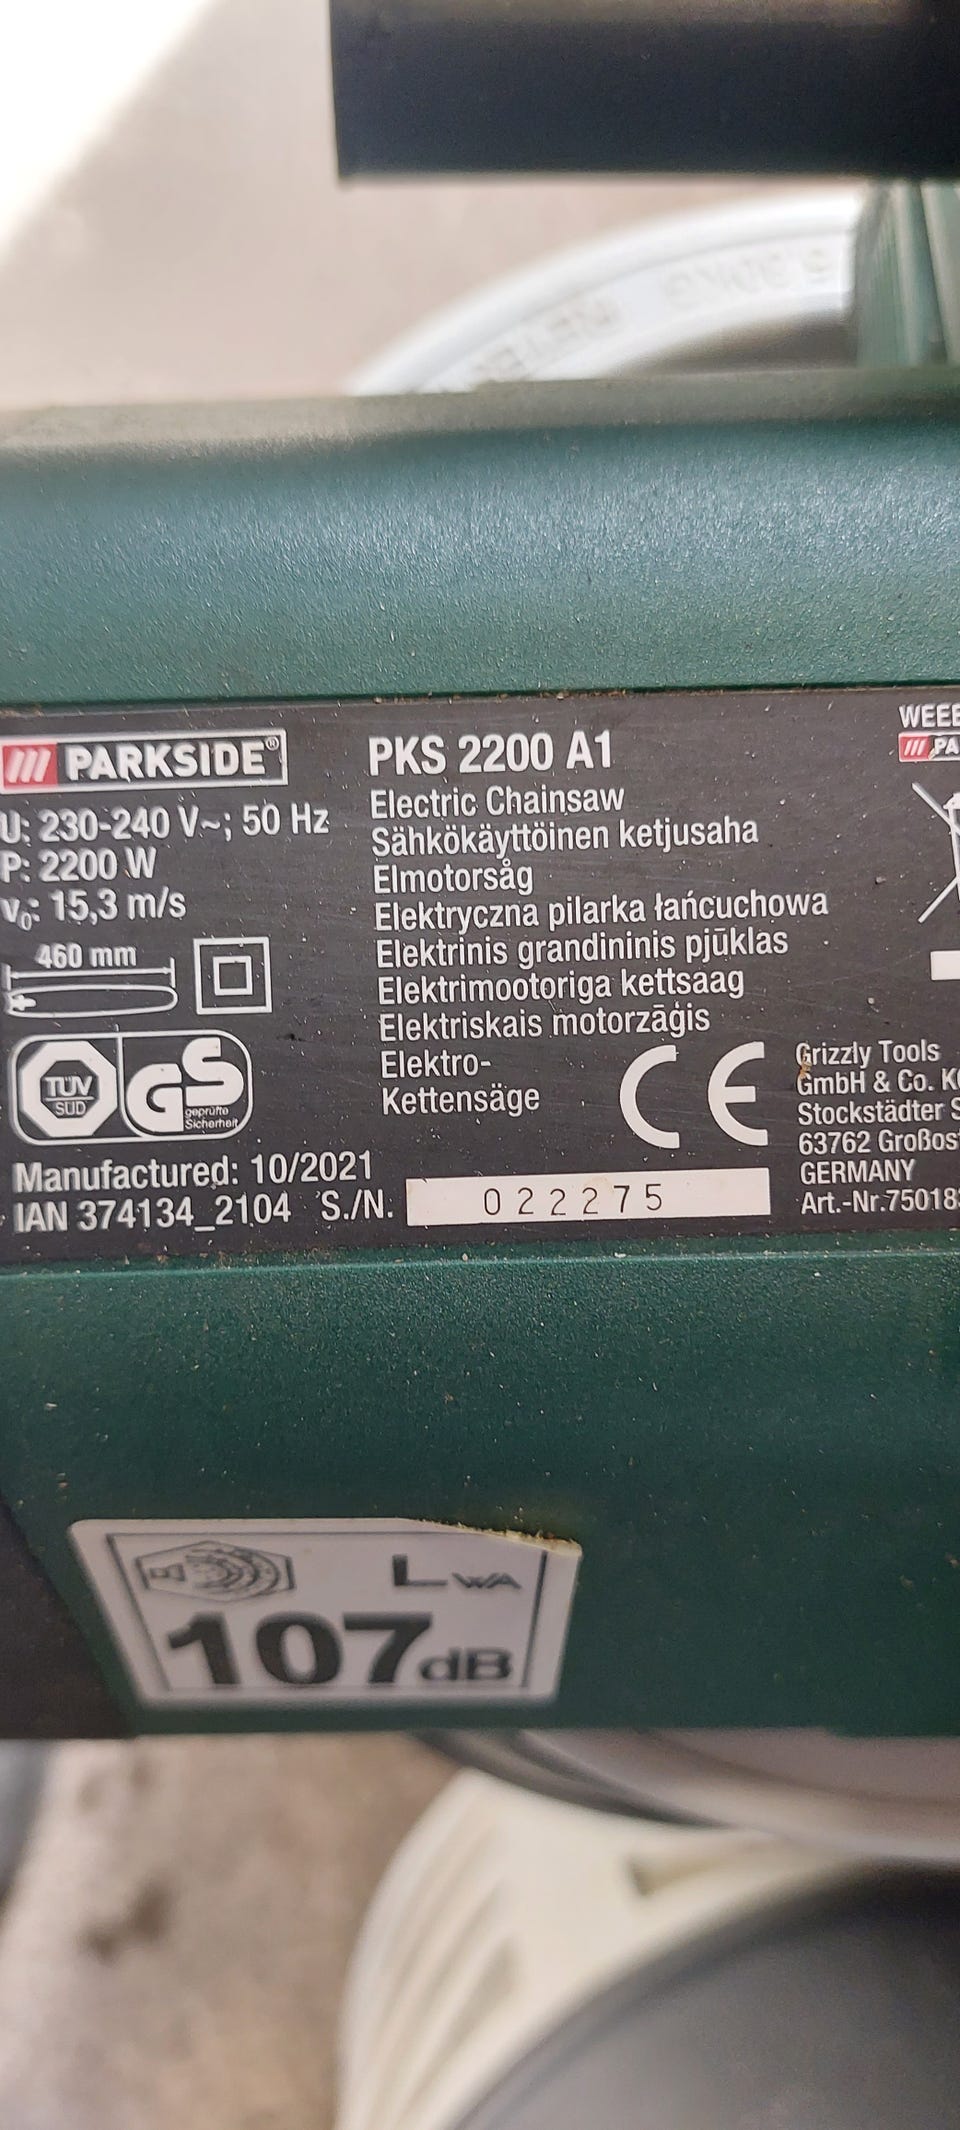 PARKSIDE®
U: 230-240 V~; 50 Hz
P: 2200 W
v₀: 15,3 m/s
460 mm
TÜV
SÜD
GS
geprüfte
Sicherheit
Manufactured: 10/2021
IAN 374134_2104 S./N. 022275
PKS 2200 A1
Electric Chainsaw
Sähkökäyttöinen ketjusaha
Elmotorsåg
Elektryczna pilarka łańcuchowa
Elektrinis grandininis pjūklas
Elektrimootoriga kettsaag
Elektriskais motorzāģis
Elektro-
Kettensäge
CE
WEEE
PA
Grizzly Tools
GmbH & Co. K
Stockstädter S
63762 Großos
GERMANY
Art.-Nr.75018
LWA
107dB